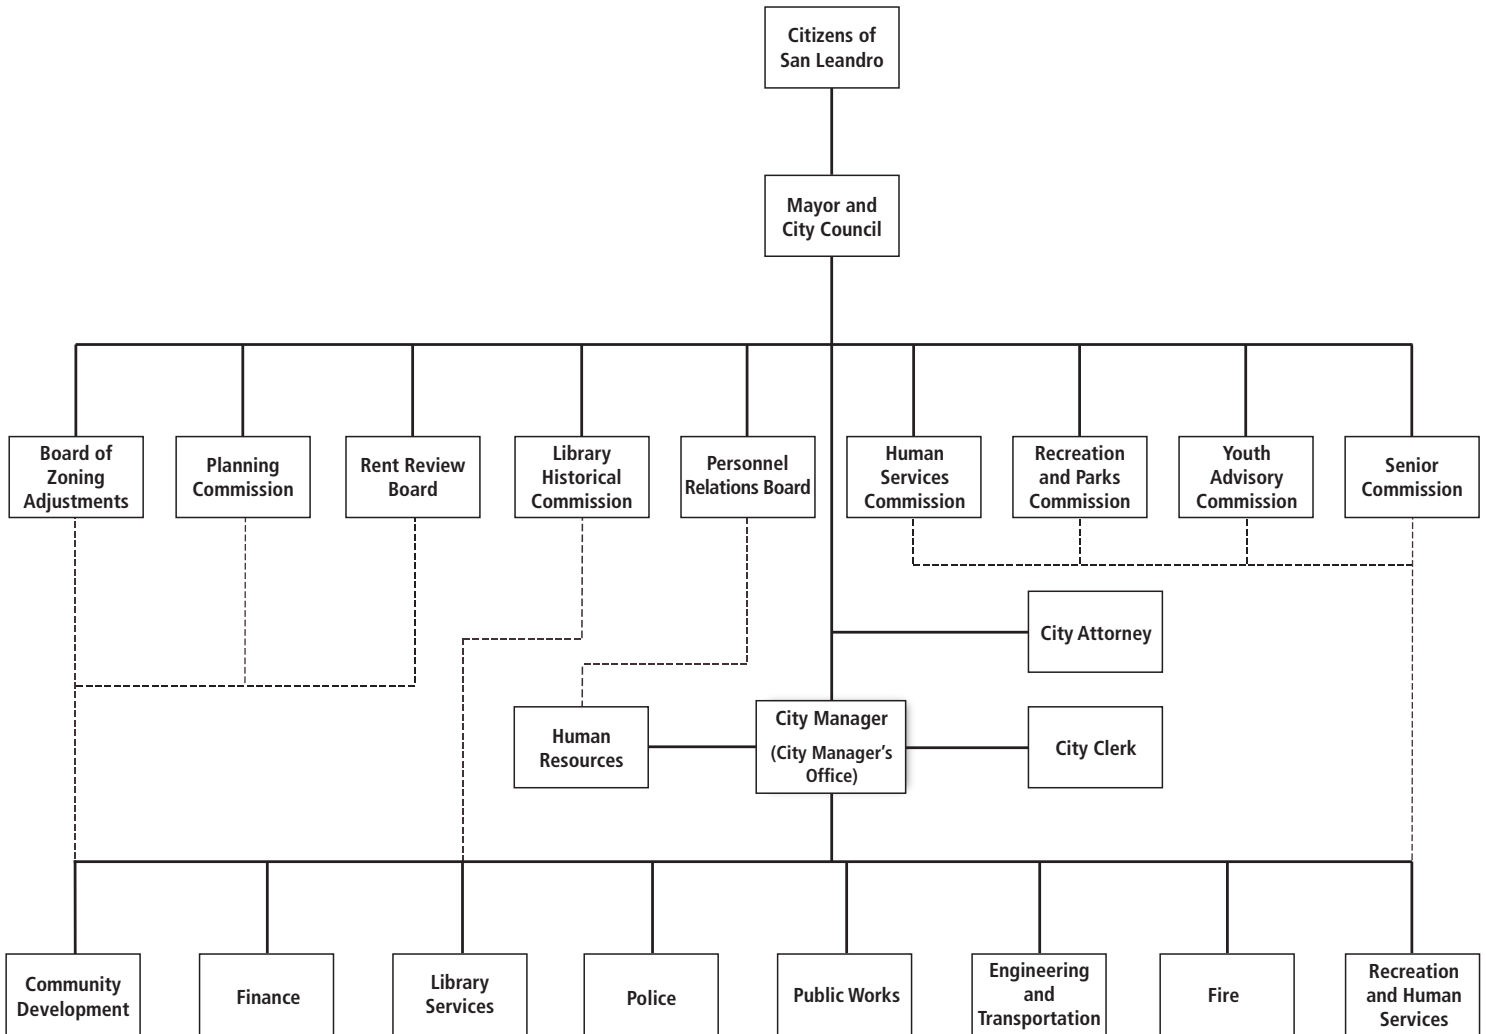 Citizens of
San Leandro
Mayor and
City Council
Board of
Zoning
Adjustments
Planning
Commission
Rent Review
Board
Library
Historical
Commission
Personnel
Relations Board
Human
Services
Commission
Recreation
and Parks
Commission
Youth
Advisory
Commission
Senior
Commission
City Attorney
Human
Resources
City Manager
(City Manager’s
Office)
City Clerk
Community
Development
Finance
Library
Services
Police
Public Works
Engineering
and
Transportation
Fire
Recreation
and Human
Services